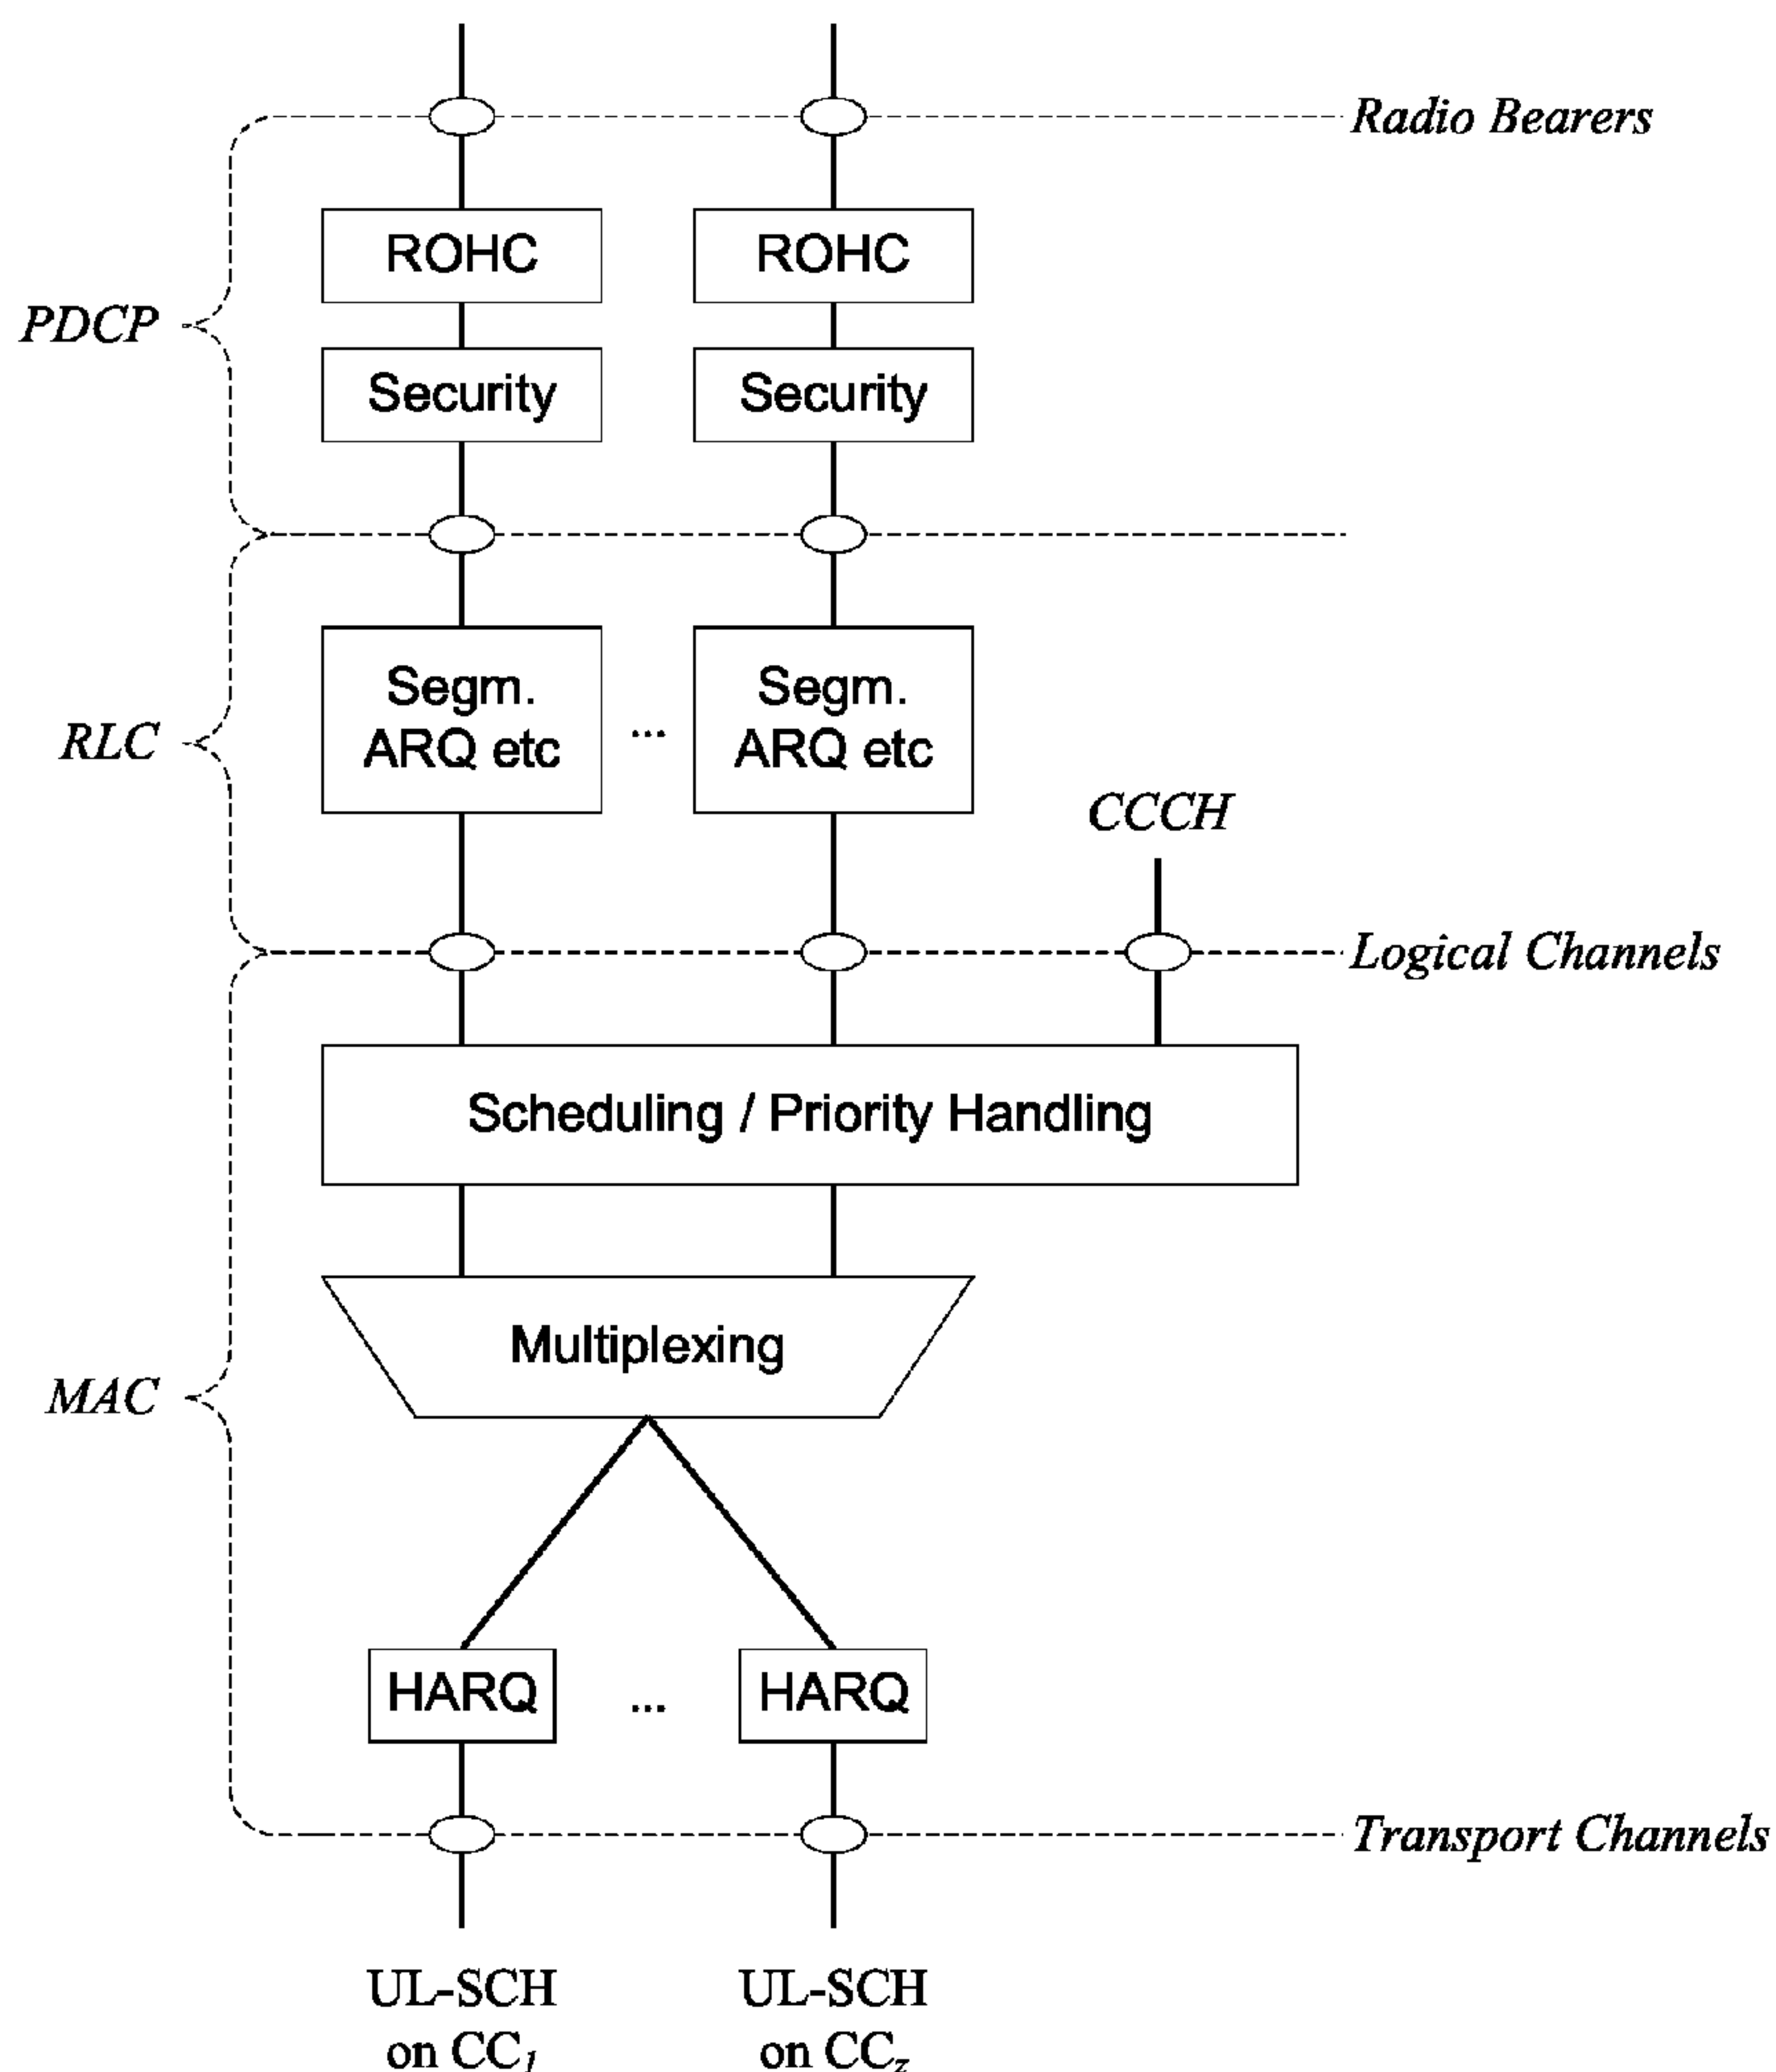 Radio Bearers
ROHC
ROHC
PDCP
Security
Security
Segm.
ARQ etc
...
Segm.
ARQ etc
RLC
CCCH
Logical Channels
Scheduling / Priority Handling
Multiplexing
MAC
HARQ
...
HARQ
Transport Channels
UL-SCH
on CC1
UL-SCH
on CCz